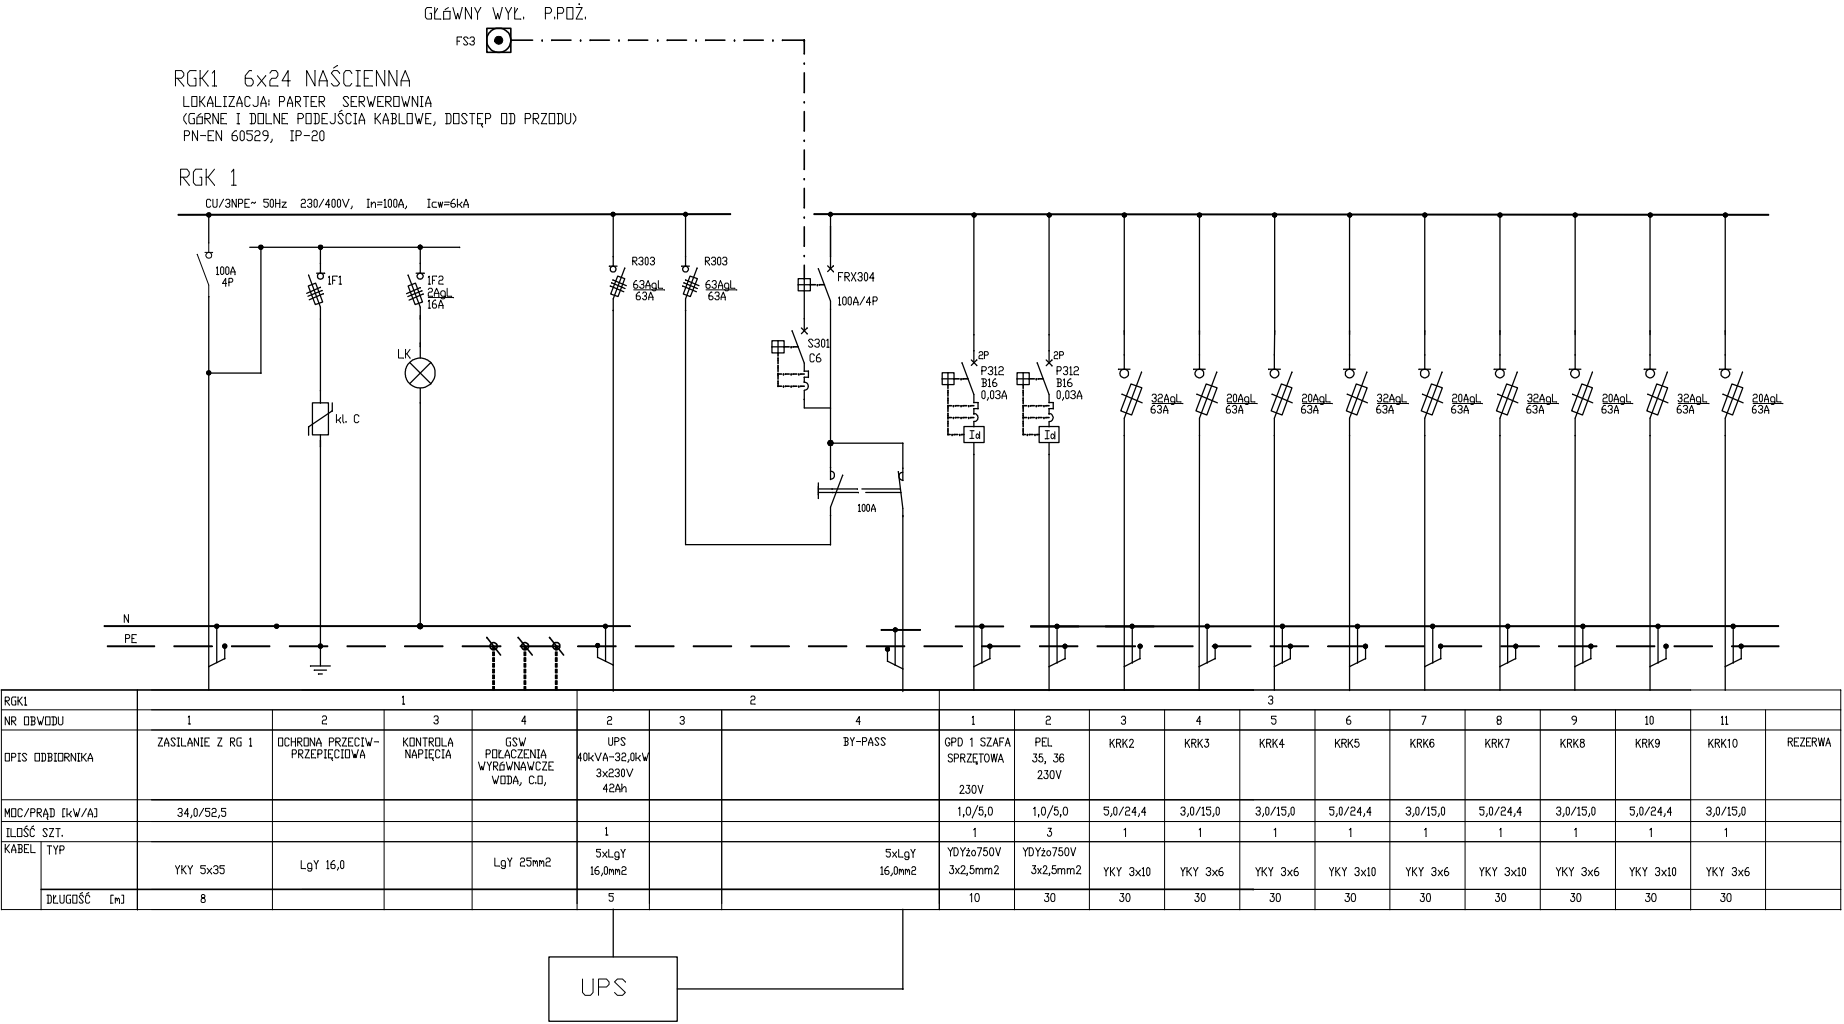 GŁÓWNY WYŁ. P.POŻ.
FS3
RGK1 6x24 NAŚCIENNA
LOKALIZACJA: PARTER SERWEROWNIA
(GÓRNE I DOLNE PODEJŚCIA KABLOWE, DOSTĘP OD PRZODU)
PN-EN 60529, IP-20
RGK 1
CU/3NPE~ 50Hz 230/400V, In=100A, Icw=6kA
100A
4P
1F1
1F2
2AgL
16A
LK
kl. C
R303
63AgL
63A
R303
63AgL
63A
FRX304
100A/4P
S301
C6
100A
2P
P312
B16
0,03A
Id
2P
P312
B16
0,03A
Id
32AgL
63A
20AgL
63A
20AgL
63A
32AgL
63A
20AgL
63A
32AgL
63A
20AgL
63A
32AgL
63A
20AgL
63A
N
PE
RGK1 1 2 3
NR OBWODU 1 2 3 4 2 3 4 1 2 3 4 5 6 7 8 9 10 11
OPIS ODBIORNIKA
ZASILANIE Z RG 1
OCHRONA PRZECIW-
PRZEPIĘCIOWA
KONTROLA
NAPIĘCIA
GSW
POŁACZENIA
WYRÓWNAWCZE
WODA, C.O,
UPS
40kVA-32,0kW
3x230V
42Ah
BY-PASS
GPD 1 SZAFA
SPRZĘTOWA
230V
PEL
35, 36
230V
KRK2 KRK3 KRK4 KRK5 KRK6 KRK7 KRK8 KRK9 KRK10 REZERWA
MOC/PRĄD [kW/A] 34,0/52,5 1,0/5,0 1,0/5,0 5,0/24,4 3,0/15,0 3,0/15,0 5,0/24,4 3,0/15,0 5,0/24,4 3,0/15,0 5,0/24,4 3,0/15,0
ILOŚĆ SZT. 1 1 3 1 1 1 1 1 1 1 1 1
KABEL TYP
YKY 5x35
LgY 16,0
LgY 25mm2
5xLgY
16,0mm2
5xLgY
16,0mm2
YDYżo750V
3x2,5mm2
YDYżo750V
3x2,5mm2
YKY 3x10 YKY 3x6 YKY 3x6 YKY 3x10 YKY 3x6 YKY 3x10 YKY 3x6 YKY 3x10 YKY 3x6
DŁUGOŚĆ [m] 8 5 10 30 30 30 30 30 30 30 30 30 30
UPS